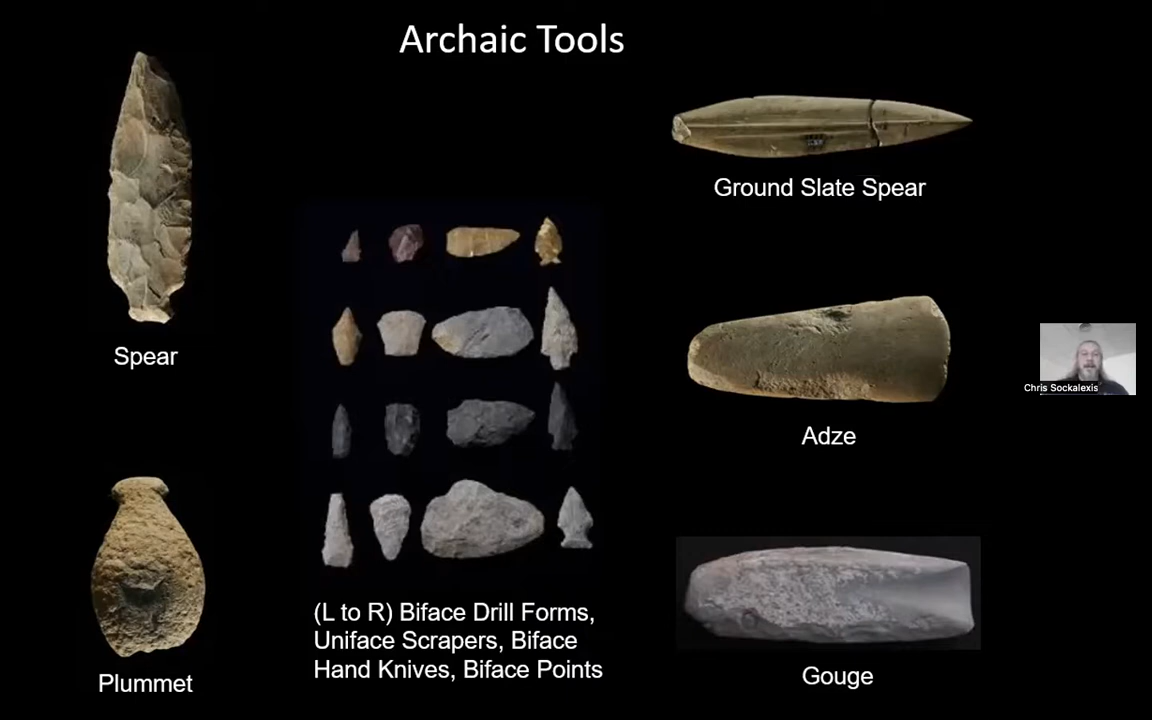 Archaic Tools
Spear
Plummet
(L to R) Biface Drill Forms,
Uniface Scrapers, Biface
Hand Knives, Biface Points
Ground Slate Spear
Adze
Gouge
Chris Sockalexis